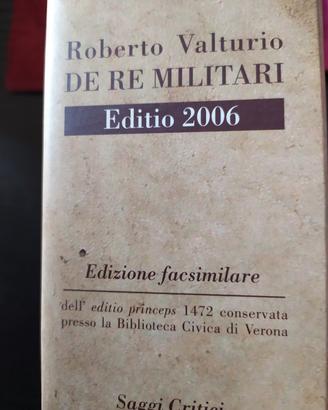 Roberto Valturio
DE RE MILITARI
Editio 2006
Edizione facsimilare
dell' editio princeps 1472 conservata
presso la Biblioteca Civica di Verona
Saggi Critici